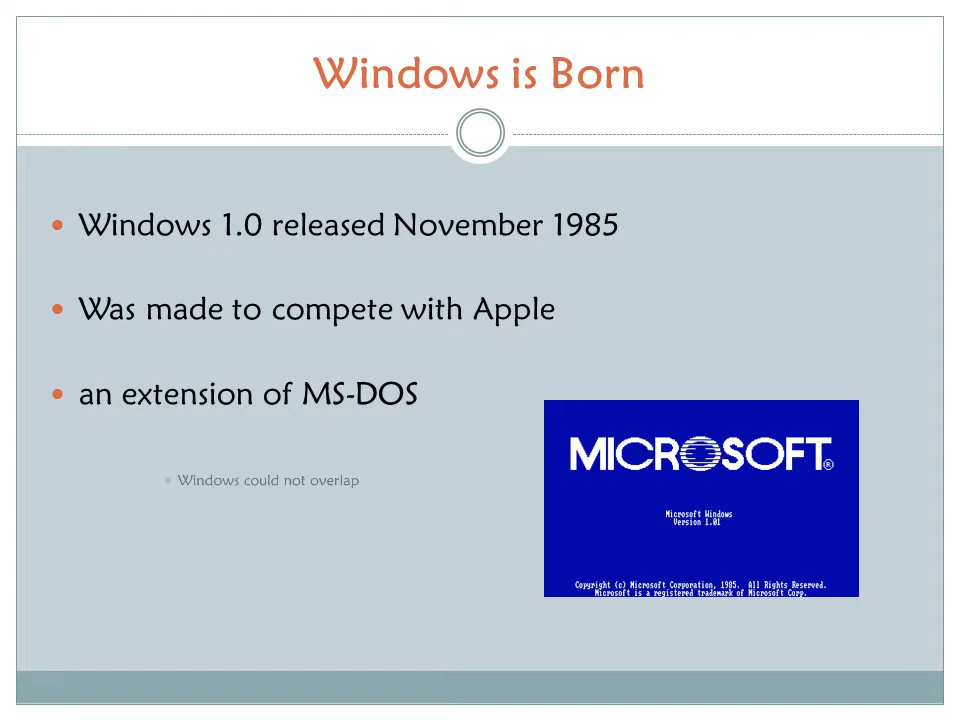 Windows is Born
• Windows 1.0 released November 1985
• Was made to compete with Apple
• an extension of MS-DOS
• Windows could not overlap
MICROSOFT®
Microsoft Windows
Version 1.01
Copyright (c) Microsoft Corporation, 1985. All Rights Reserved.
Microsoft is a registered trademark of Microsoft Corp.